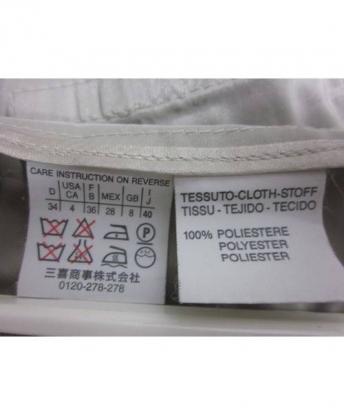 CARE INSTRUCTION ON REVERSE
D USA CA F B MEX GB I J
34 4 36 28 8 40
P
A
三喜商事株式会社
0120-278-278
TESSUTO-CLOTH-STOFF
TISSU - TEJIDO - TECIDO
100% POLIESTERE
POLYESTER
POLIESTER